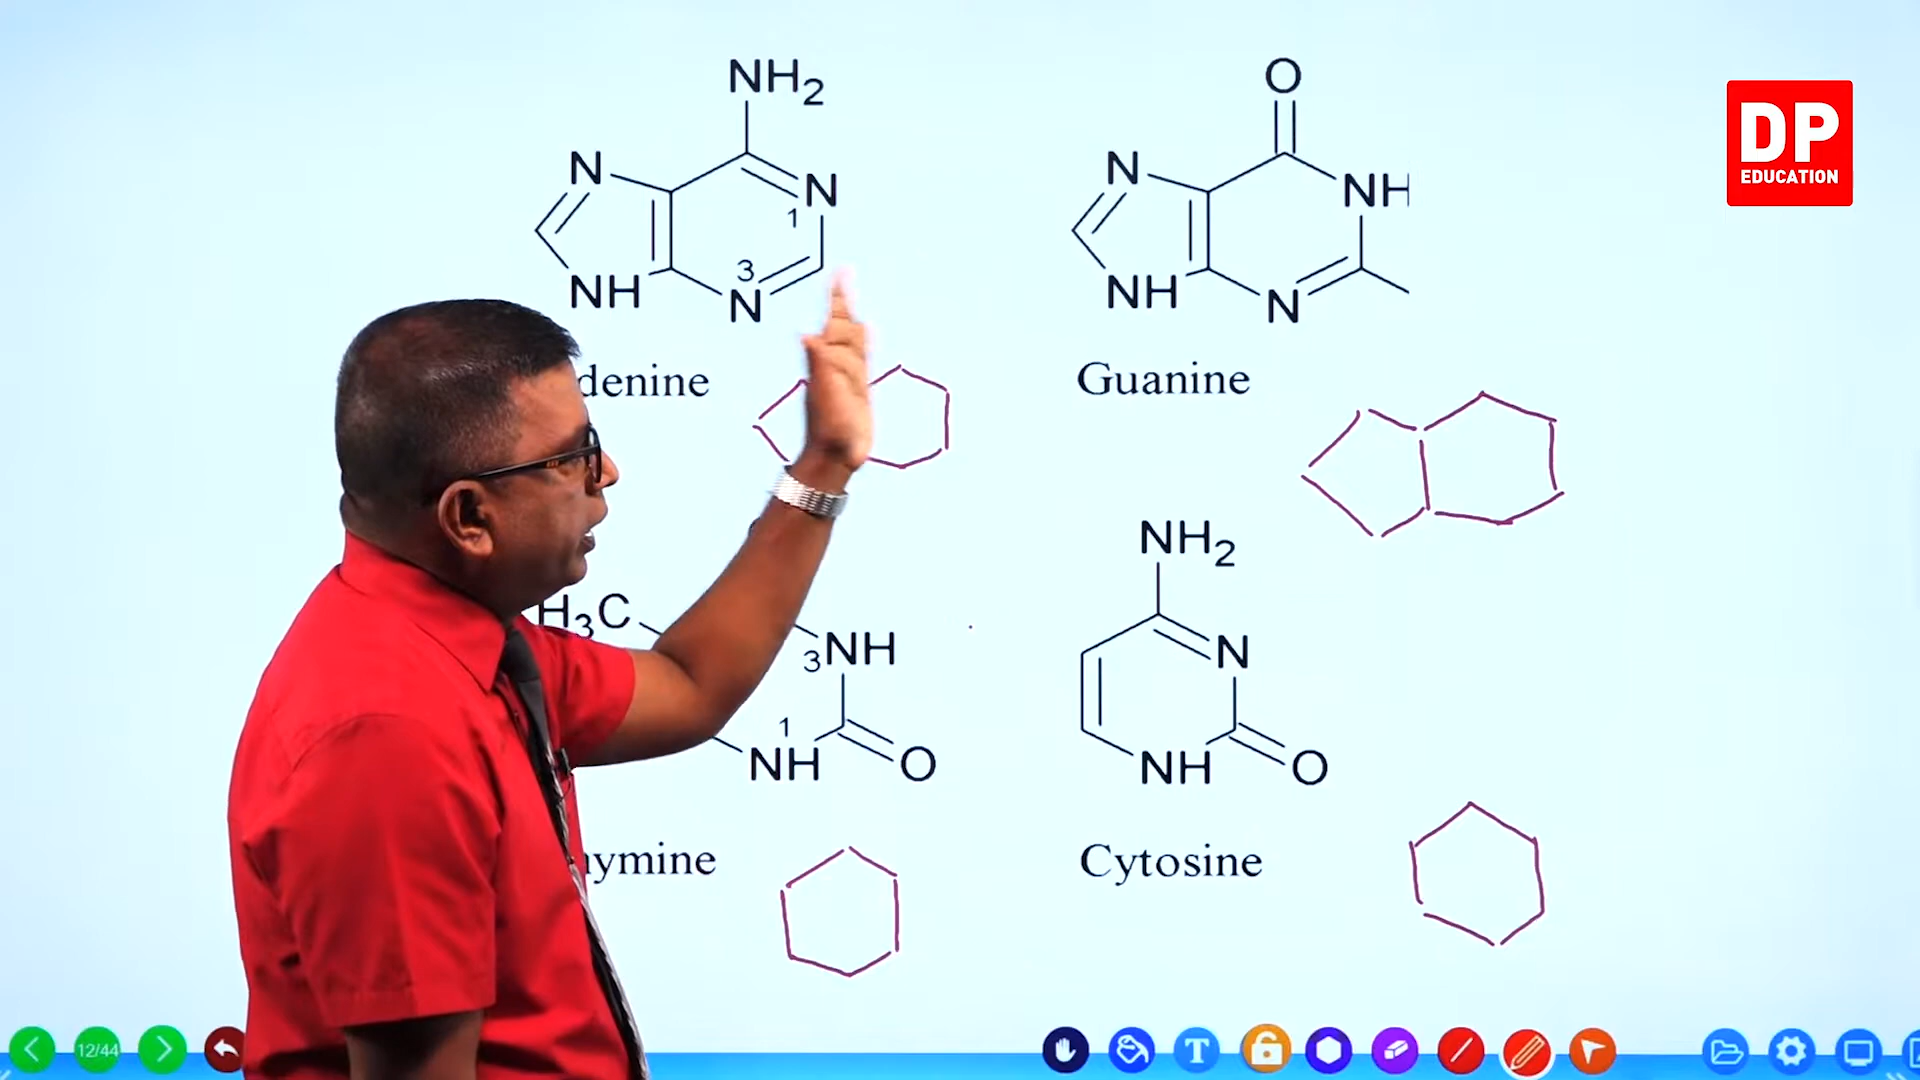 NH2
O
DP
EDUCATION
N
N
1
N
NH
3
NH
N
NH
N
denine
Guanine
NH2
H3C
3NH
N
1
NH
O
NH
O
hymine
Cytosine
12/44
T